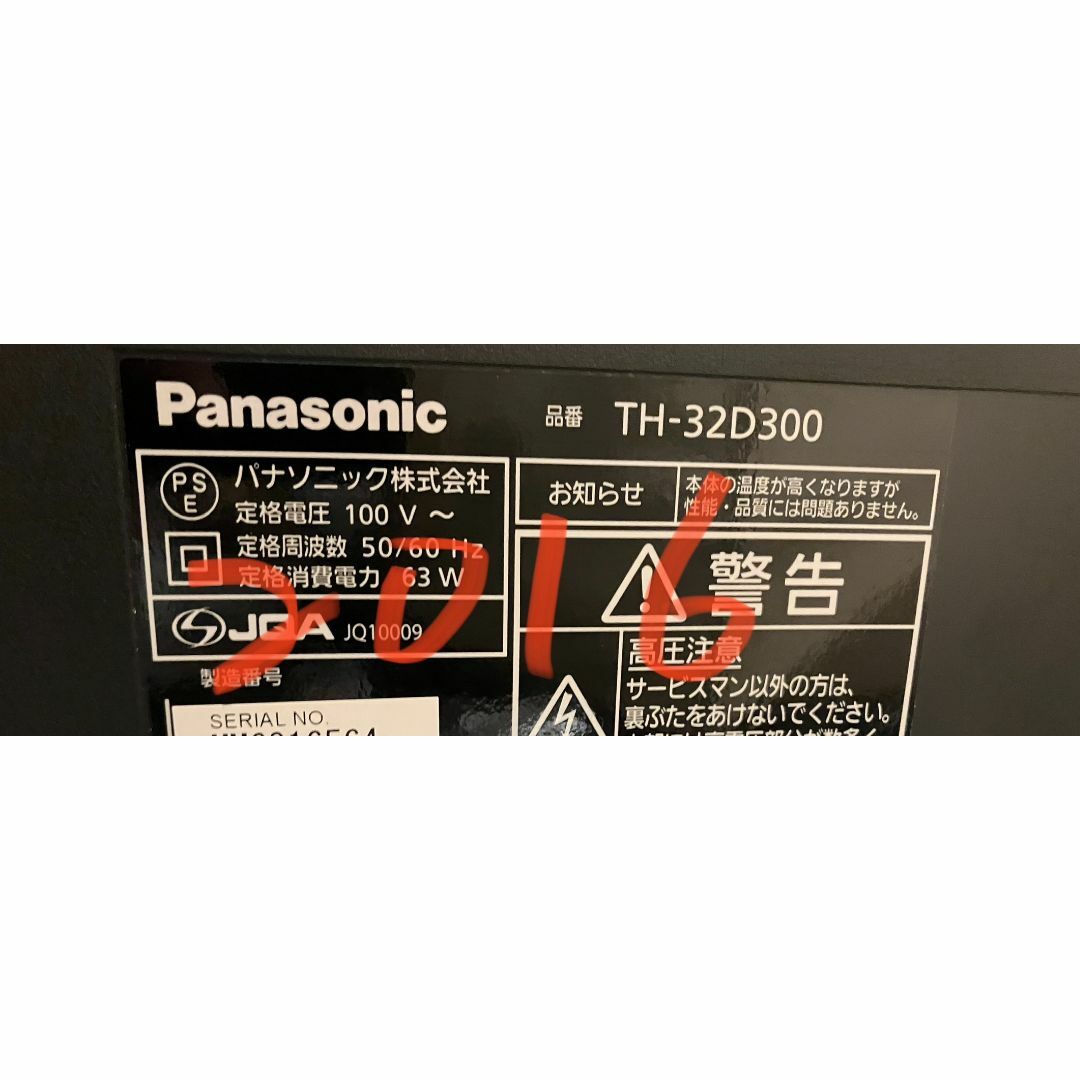 Panasonic 品番 TH-32D300
PSE パナソニック株式会社
定格電圧 100 V ～
定格周波数 50/60 Hz
定格消費電力 63 W
JQA JQ10009
製造番号
SERIAL NO.
お知らせ
本体の温度が高くなりますが
性能・品質には問題ありません。
警告
高圧注意
サービスマン以外の方は、
裏ぶたをあけないでください。
2016